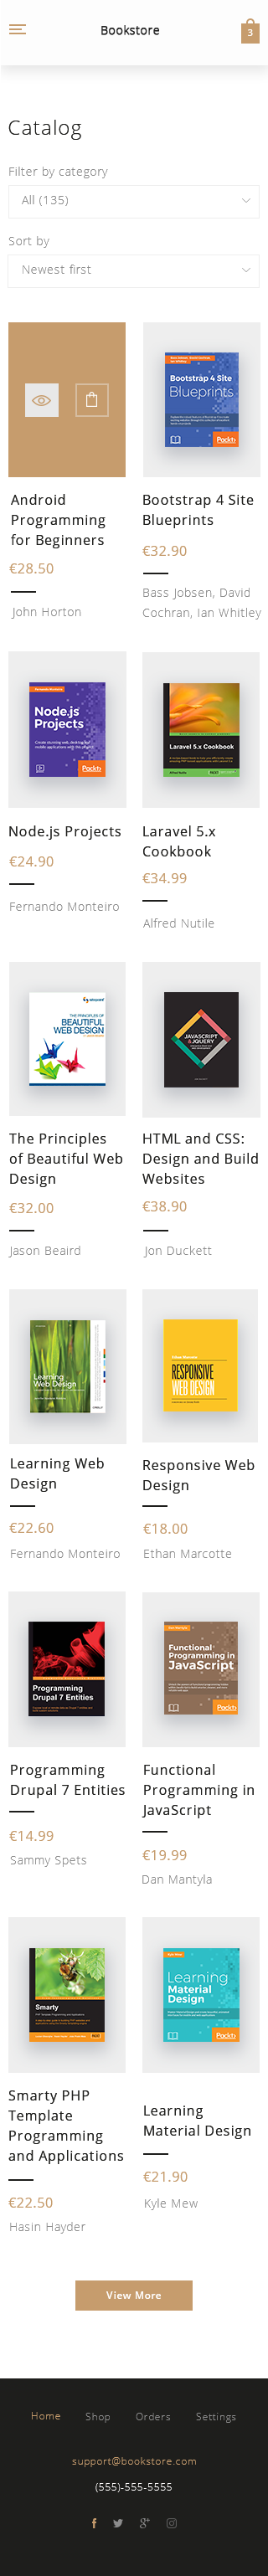 Bookstore
3
Catalog
Filter by category
All (135)
Sort by
Newest first
Android
Programming
for Beginners
€28.50
John Horton
Bootstrap 4 Site
Blueprints
Packt
Bootstrap 4 Site
Blueprints
€32.90
Bass Jobsen, David
Cochran, Ian Whitley
Node.js
Projects
Packt
Node.js Projects
€24.90
Fernando Monteiro
Laravel 5.x Cookbook
Laravel 5.x
Cookbook
€34.99
Alfred Nutile
THE PRINCIPLES OF
BEAUTIFUL
WEB DESIGN
The Principles
of Beautiful Web
Design
€32.00
Jason Beaird
JAVASCRIPT
& JQUERY
HTML and CSS:
Design and Build
Websites
€38.90
Jon Duckett
Learning
Web Design
O'REILLY
Learning Web
Design
€22.60
Fernando Monteiro
RESPONSIVE
WEB DESIGN
Responsive Web
Design
€18.00
Ethan Marcotte
Programming
Drupal 7 Entities
Programming
Drupal 7 Entities
€14.99
Sammy Spets
Functional
Programming in
JavaScript
Packt
Functional
Programming in
JavaScript
€19.99
Dan Mantyla
Smarty
Smarty PHP
Template
Programming
and Applications
€22.50
Hasin Hayder
Learning
Material Design
Packt
Learning
Material Design
€21.90
Kyle Mew
View More
Home Shop Orders Settings
support@bookstore.com
(555)-555-5555